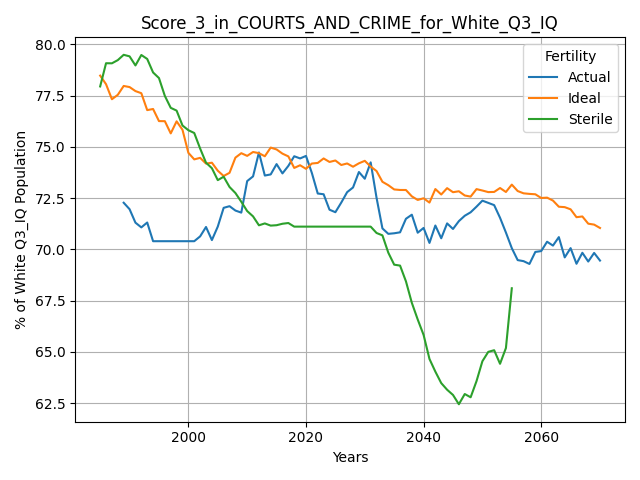 Score_3_in_COURTS_AND_CRIME_for_White_Q3_IQ
Fertility
Actual
Ideal
Sterile
% of White Q3_IQ Population
80.0
77.5
75.0
72.5
70.0
67.5
65.0
62.5
2000
2020
2040
2060
Years